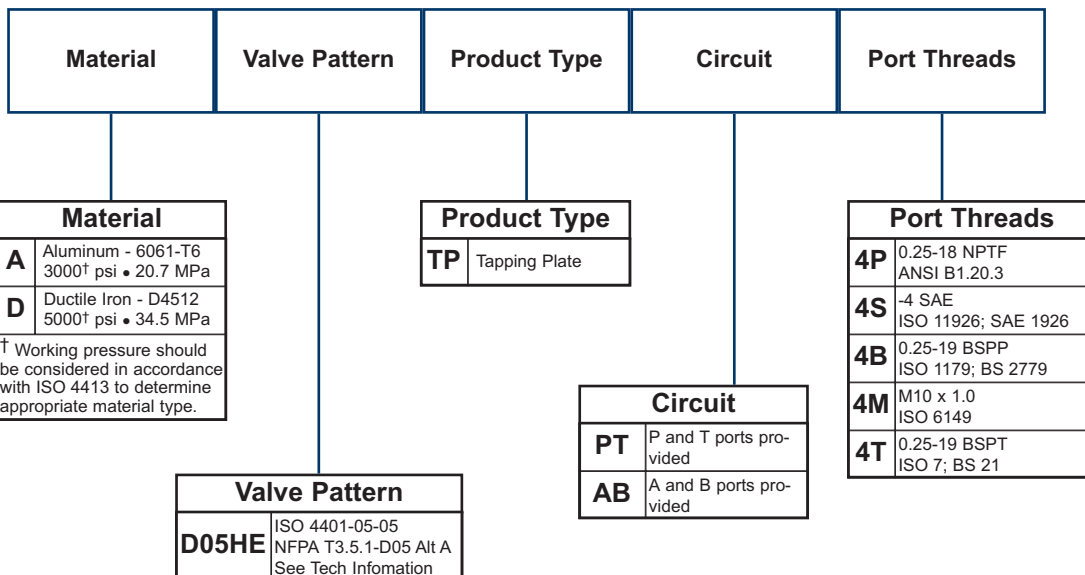 Material
Valve Pattern
Product Type
Circuit
Port Threads
Material
A
Aluminum - 6061-T6
3000† psi • 20.7 MPa
D
Ductile Iron - D4512
5000† psi • 34.5 MPa
† Working pressure should
be considered in accordance
with ISO 4413 to determine
appropriate material type.
Valve Pattern
D05HE
ISO 4401-05-05
NFPA T3.5.1-D05 Alt A
See Tech Infomation
Product Type
TP
Tapping Plate
Circuit
PT
P and T ports pro-
vided
AB
A and B ports pro-
vided
Port Threads
4P
0.25-18 NPTF
ANSI B1.20.3
4S
-4 SAE
ISO 11926; SAE 1926
4B
0.25-19 BSPP
ISO 1179; BS 2779
4M
M10 x 1.0
ISO 6149
4T
0.25-19 BSPT
ISO 7; BS 21